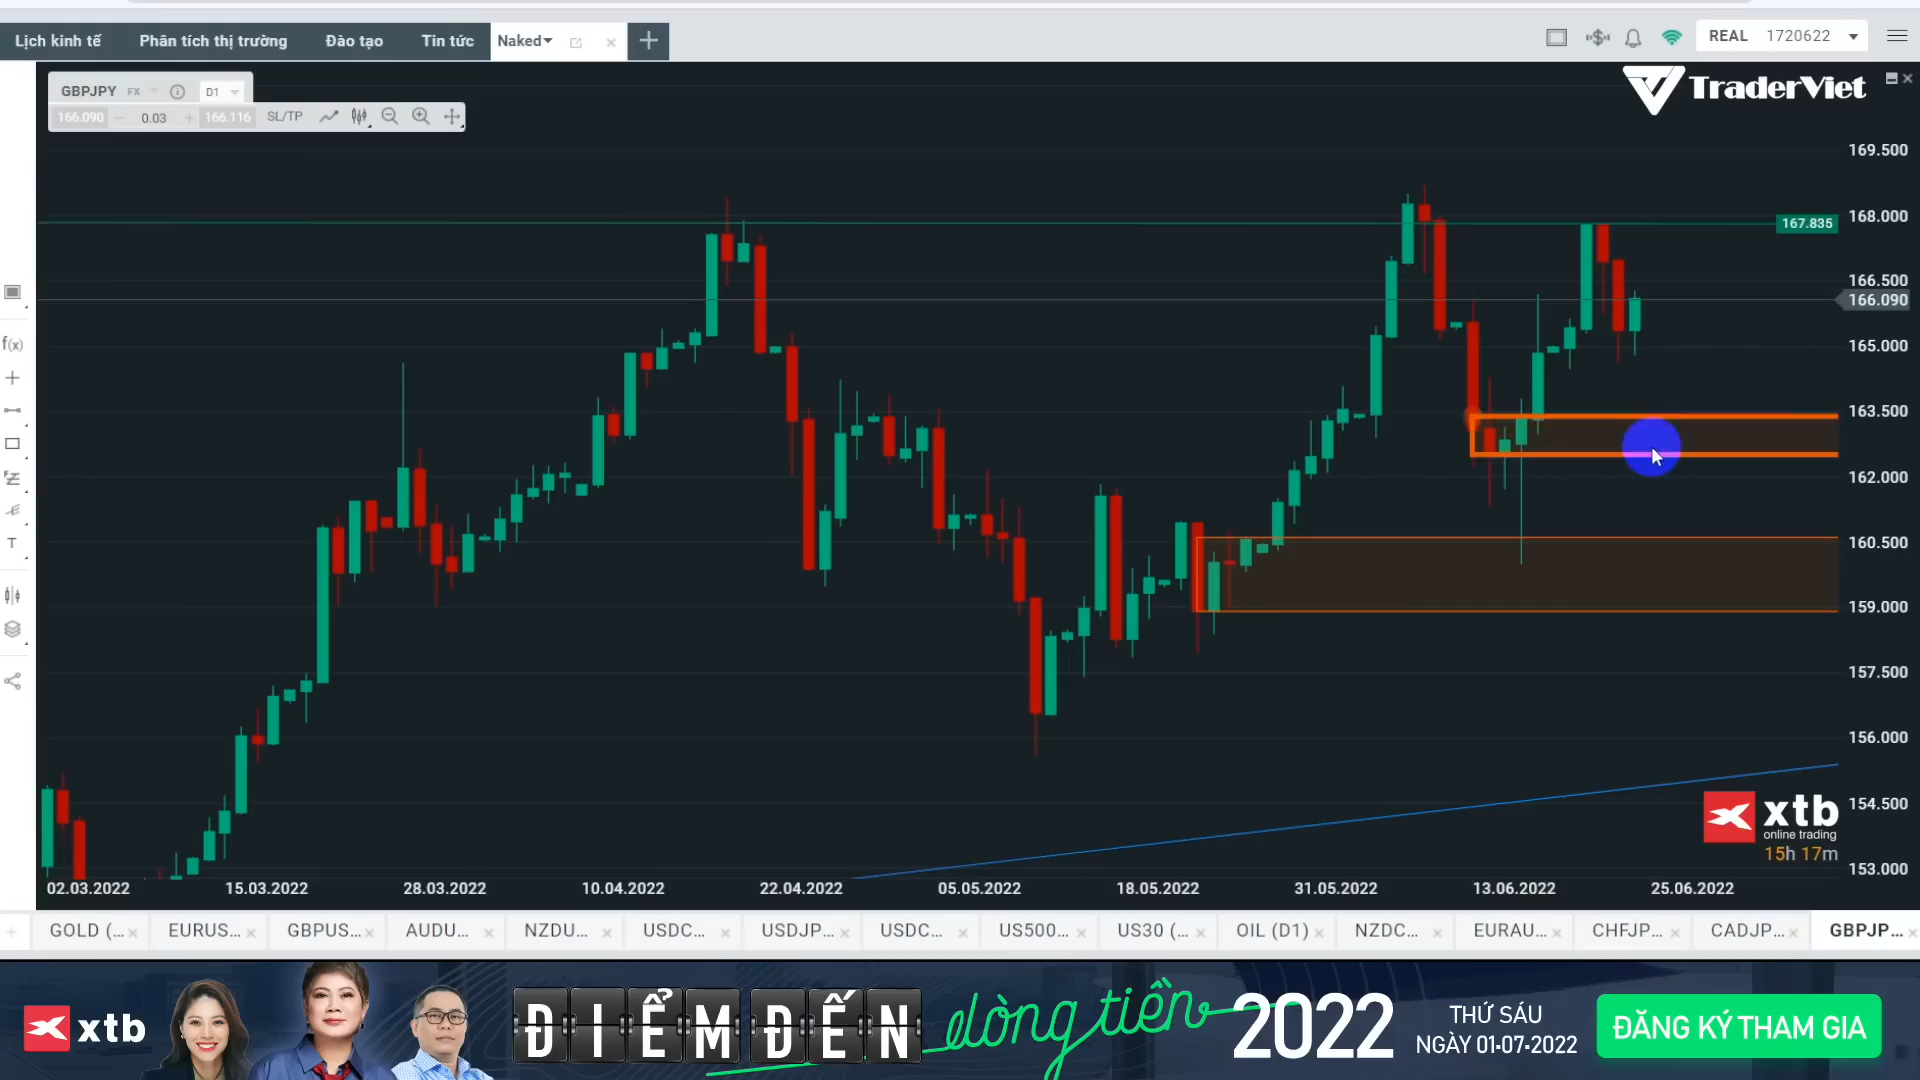 Lịch kinh tế Phân tích thị trường Đào tạo Tin tức Naked
REAL 1720622
GBPJPY FX D1
166.090 0.03 166.116 SL/TP
TraderViet
169.500
168.000
167.835
166.500
166.090
165.000
163.500
162.000
160.500
159.000
157.500
156.000
154.500
153.000
f(x)
T
xtb
online trading
15h 17m
02.03.2022 15.03.2022 28.03.2022 10.04.2022 22.04.2022 05.05.2022 18.05.2022 31.05.2022 13.06.2022 25.06.2022
GOLD (... EURUS... GBPUS... AUDU... NZDU... USDC... USDJP... USDC... US500... US30 (... OIL (D1) NZDC... EURAU... CHFJP... CADJP... GBPJP...
xtb
ĐIỂM ĐẾN dòng tiền 2022
THỨ SÁU
NGÀY 01-07-2022
ĐĂNG KÝ THAM GIA